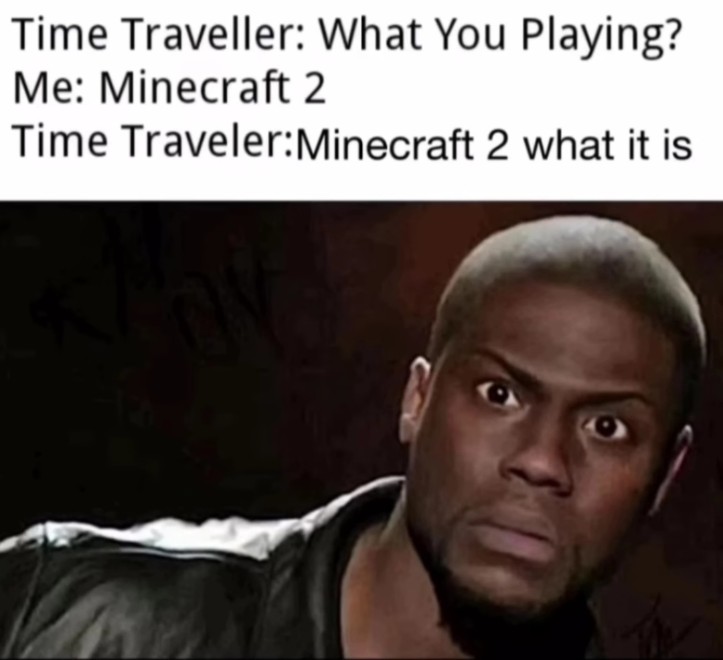 Time Traveller: What You Playing?
Me: Minecraft 2
Time Traveler:Minecraft 2 what it is